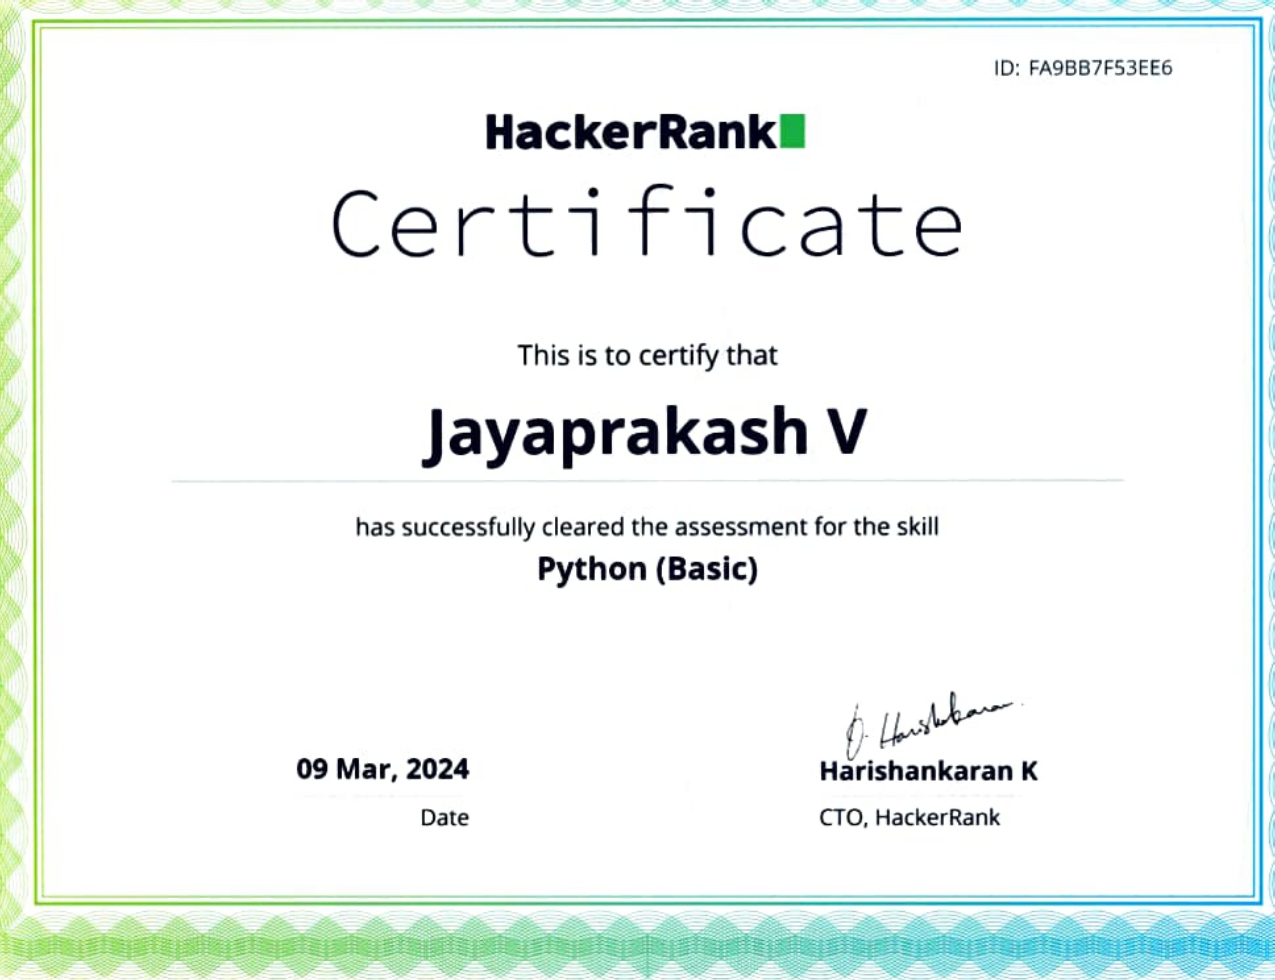 ID: FA9BB7F53EE6
HackerRank
Certificate
This is to certify that
Jayaprakash V
has successfully cleared the assessment for the skill
Python (Basic)
09 Mar, 2024
Date
Harishankaran K
CTO, HackerRank